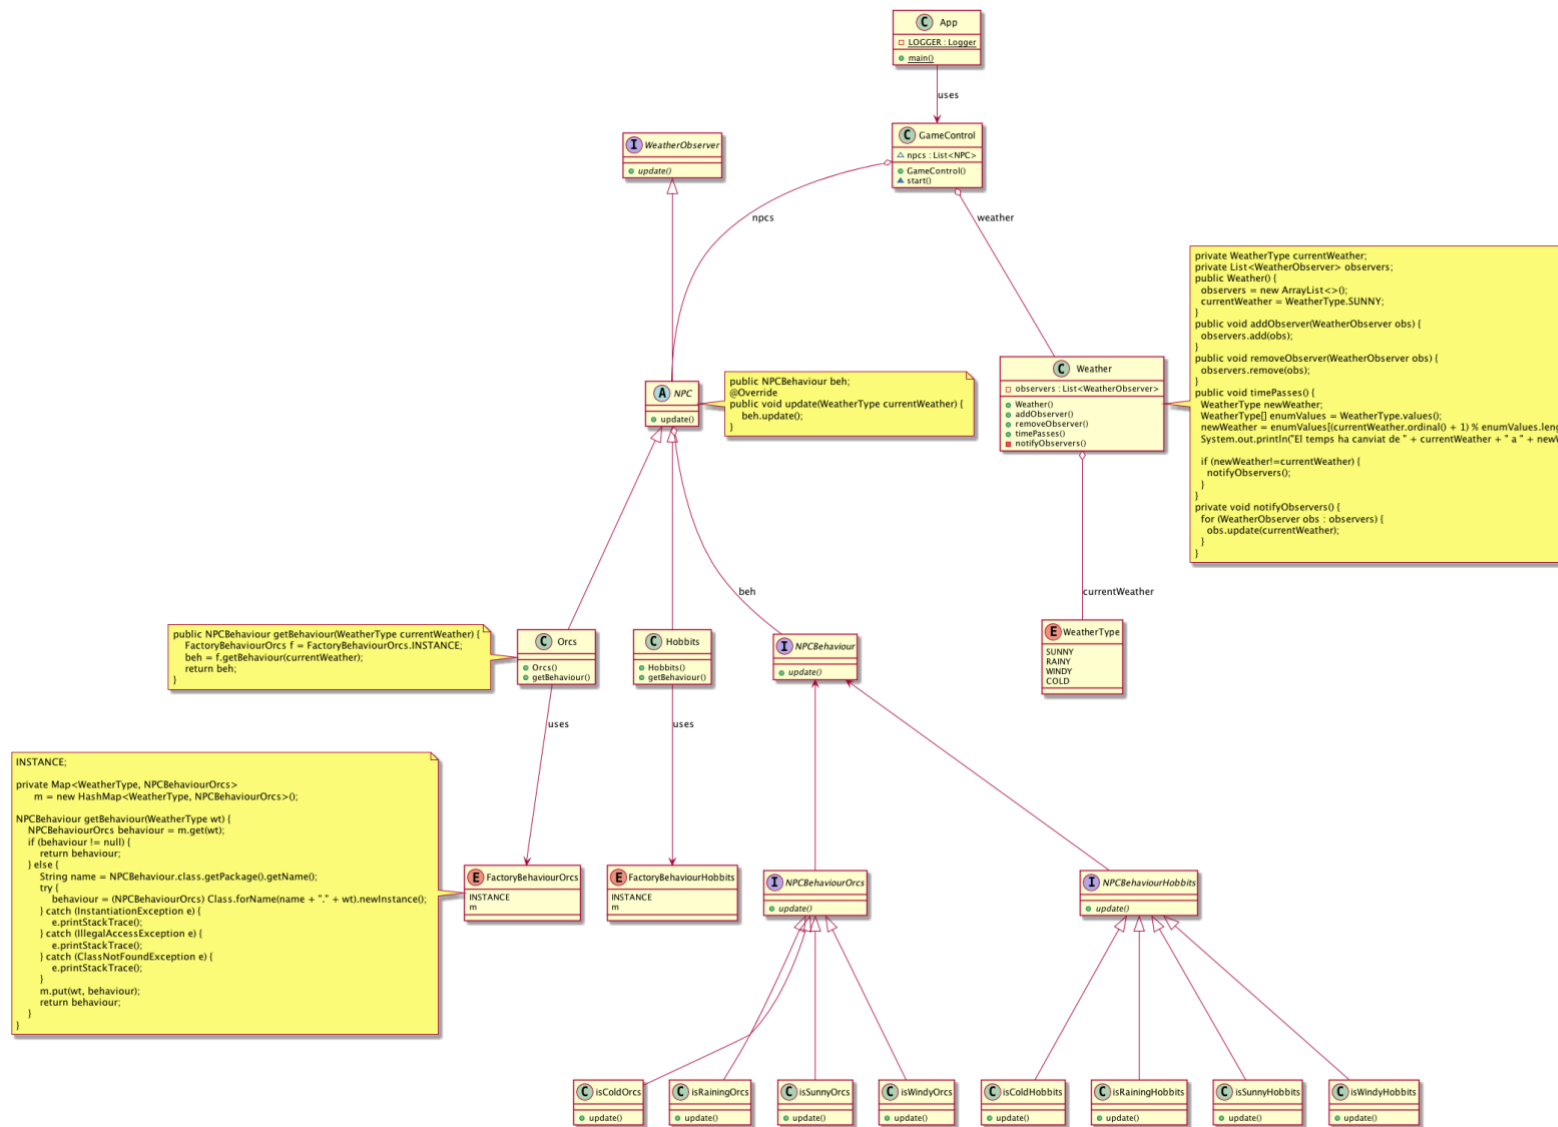 App
LOGGER : Logger
main()
uses
GameControl
npcs : List<NPC>
GameControl()
start()
WeatherObserver
update()
npcs
weather
private WeatherType currentWeather;
private List<WeatherObserver> observers;
public Weather() {
observers = new ArrayList<>();
currentWeather = WeatherType.SUNNY;
}
public void addObserver(WeatherObserver obs) {
observers.add(obs);
}
public void removeObserver(WeatherObserver obs) {
observers.remove(obs);
}
public void timePasses() {
WeatherType newWeather;
WeatherType[] enumValues = WeatherType.values();
newWeather = enumValues[(currentWeather.ordinal() + 1) % enumValues.leng
System.out.println("El temps ha canviat de " + currentWeather + " a " + newW
if (newWeather!=currentWeather) {
notifyObservers();
}
}
private void notifyObservers() {
for (WeatherObserver obs : observers) {
obs.update(currentWeather);
}
}
Weather
observers : List<WeatherObserver>
Weather()
addObserver()
removeObserver()
timePasses()
notifyObservers()
NPC
update()
public NPCBehaviour beh;
@Override
public void update(WeatherType currentWeather) {
beh.update();
}
beh
currentWeather
public NPCBehaviour getBehaviour(WeatherType currentWeather) {
FactoryBehaviourOrcs f = FactoryBehaviourOrcs.INSTANCE;
beh = f.getBehaviour(currentWeather);
return beh;
}
Orcs
Orcs()
getBehaviour()
Hobbits
Hobbits()
getBehaviour()
NPCBehaviour
update()
WeatherType
SUNNY
RAINY
WINDY
COLD
uses
uses
INSTANCE;
private Map<WeatherType, NPCBehaviourOrcs>
m = new HashMap<WeatherType, NPCBehaviourOrcs>();
NPCBehaviour getBehaviour(WeatherType wt) {
NPCBehaviourOrcs behaviour = m.get(wt);
if (behaviour != null) {
return behaviour;
} else {
String name = NPCBehaviour.class.getPackage().getName();
try {
behaviour = (NPCBehaviourOrcs) Class.forName(name + "." + wt).newInstance();
} catch (InstantiationException e) {
e.printStackTrace();
} catch (IllegalAccessException e) {
e.printStackTrace();
} catch (ClassNotFoundException e) {
e.printStackTrace();
}
m.put(wt, behaviour);
return behaviour;
}
}
FactoryBehaviourOrcs
INSTANCE
m
FactoryBehaviourHobbits
INSTANCE
m
NPCBehaviourOrcs
update()
NPCBehaviourHobbits
update()
isColdOrcs
update()
isRainingOrcs
update()
isSunnyOrcs
update()
isWindyOrcs
update()
isColdHobbits
update()
isRainingHobbits
update()
isSunnyHobbits
update()
isWindyHobbits
update()